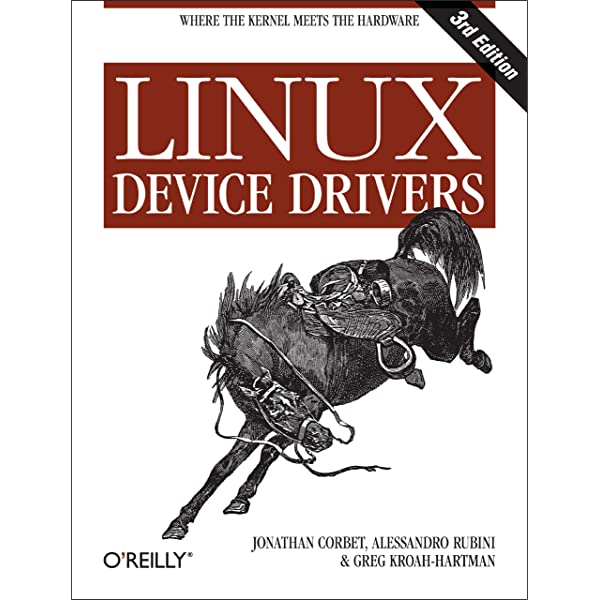 WHERE THE KERNEL MEETS THE HARDWARE
3rd Edition
LINUX
DEVICE DRIVERS
JONATHAN CORBET, ALESSANDRO RUBINI
& GREG KROAH-HARTMAN
O'REILLY®